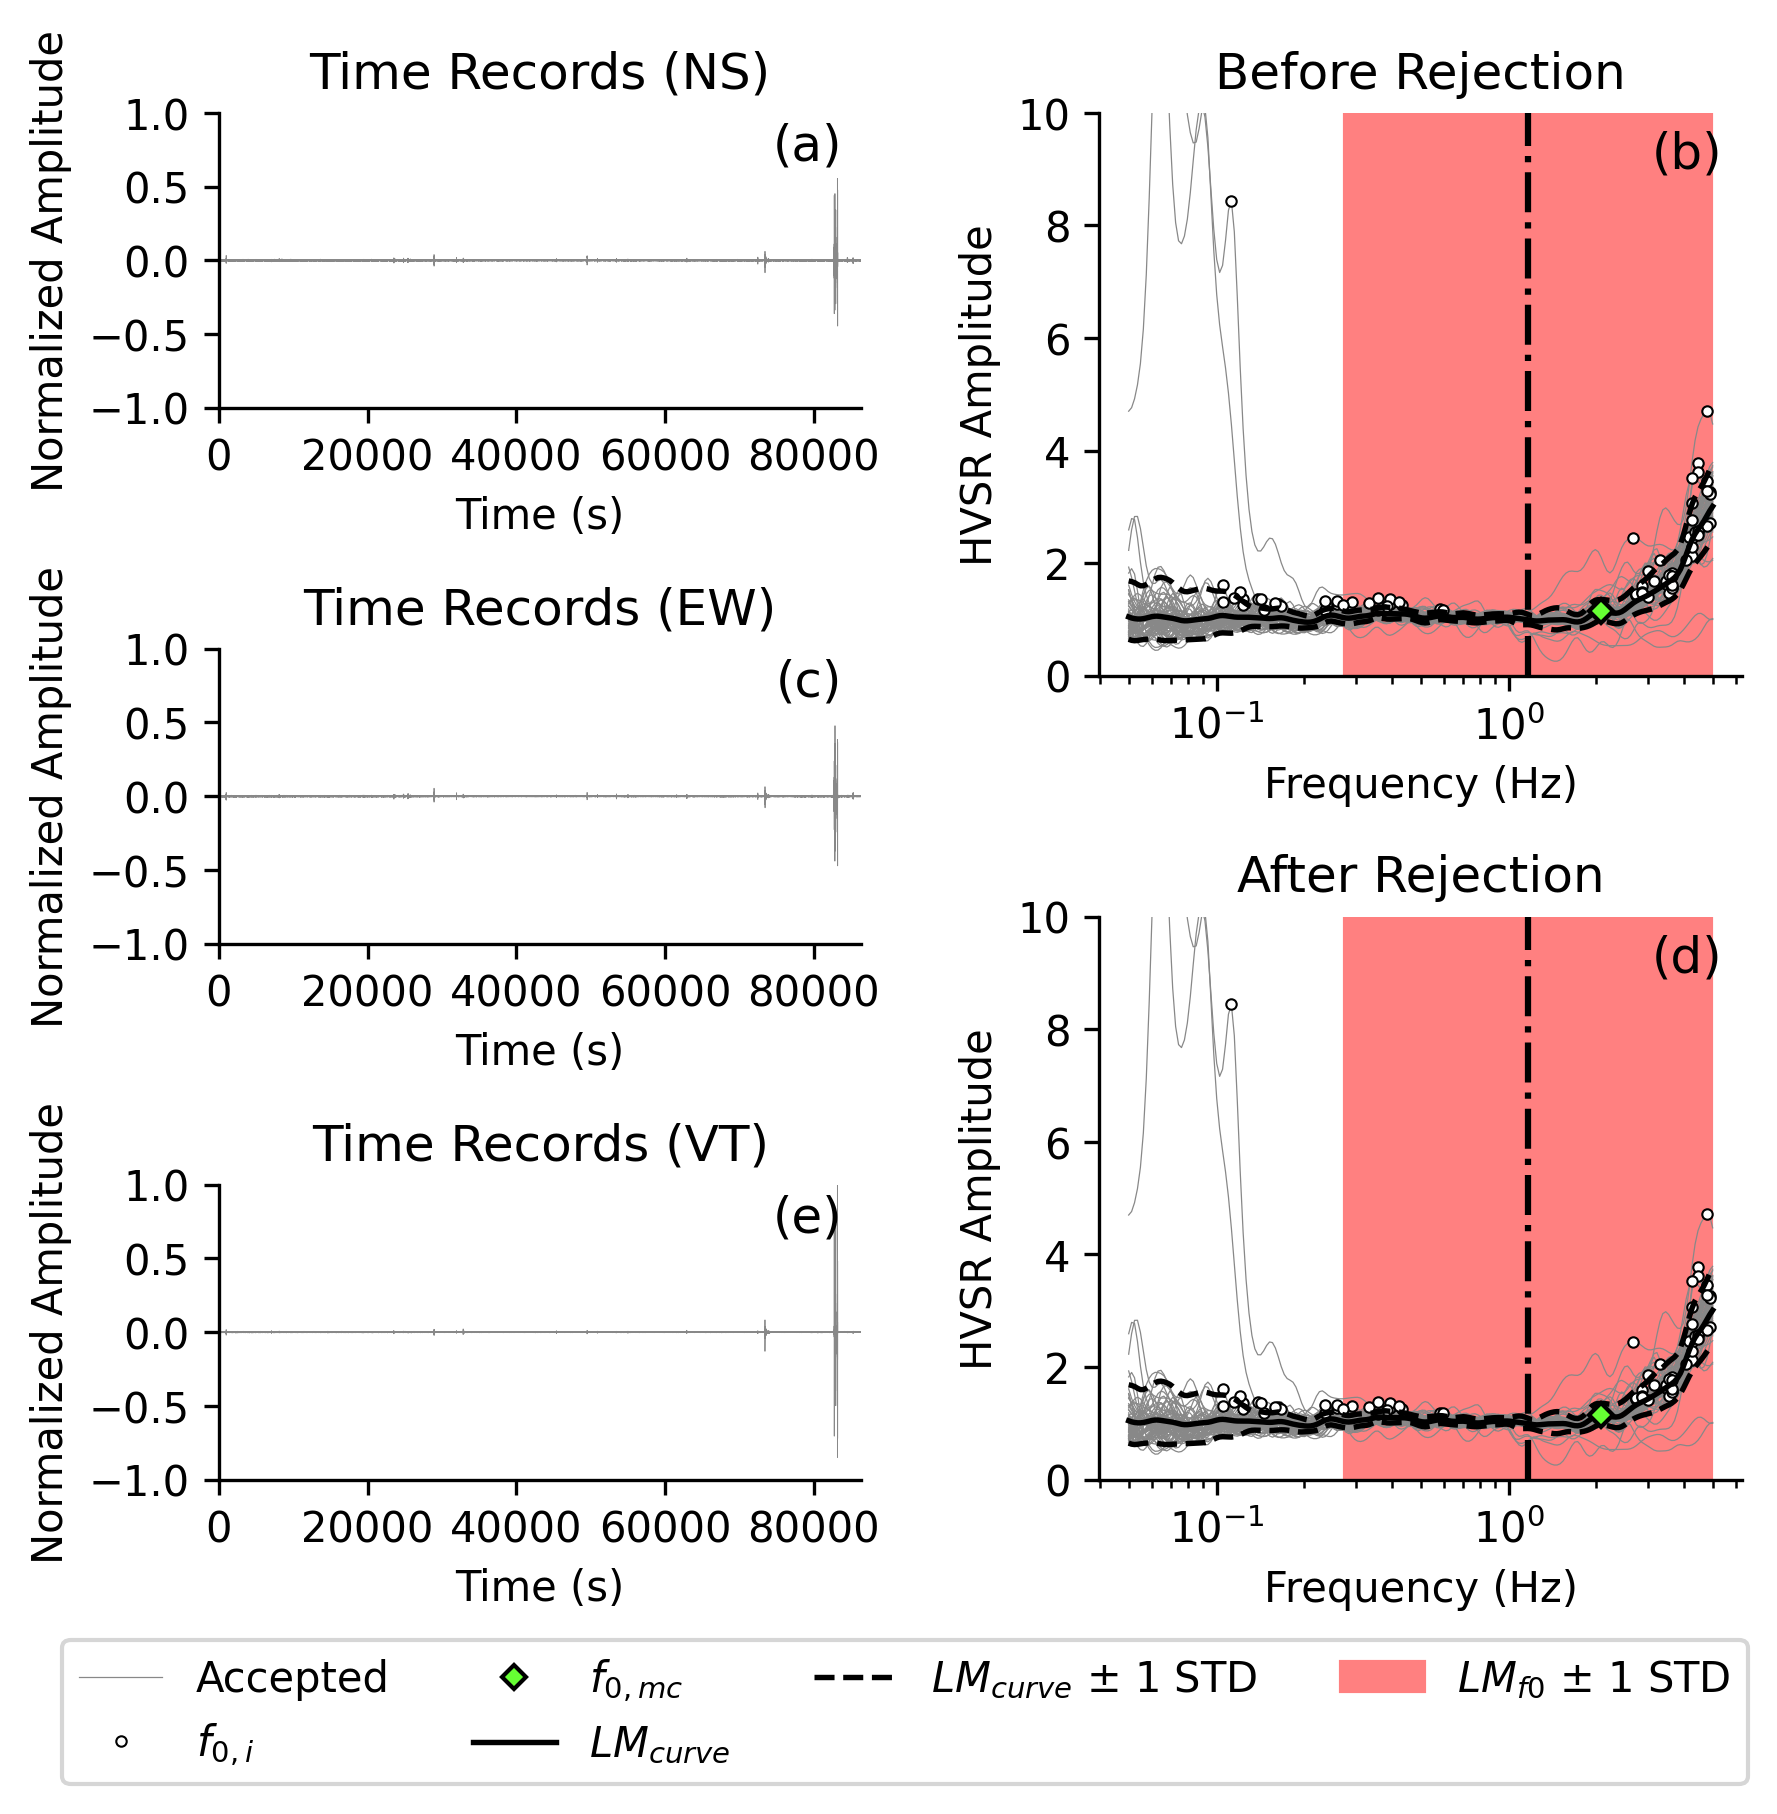 Time Records (NS)
Normalized Amplitude
1.0
0.5
0.0
−0.5
−1.0
(a)
0 20000 40000 60000 80000
Time (s)
Before Rejection
HVSR Amplitude
10
8
6
4
2
0
(b)
10⁻¹ 10⁰
Frequency (Hz)
Time Records (EW)
Normalized Amplitude
1.0
0.5
0.0
−0.5
−1.0
(c)
0 20000 40000 60000 80000
Time (s)
After Rejection
HVSR Amplitude
10
8
6
4
2
0
(d)
10⁻¹ 10⁰
Frequency (Hz)
Time Records (VT)
Normalized Amplitude
1.0
0.5
0.0
−0.5
−1.0
(e)
0 20000 40000 60000 80000
Time (s)
Accepted
f0,i
f0,mc
LMcurve
LMcurve ± 1 STD
LMf0 ± 1 STD